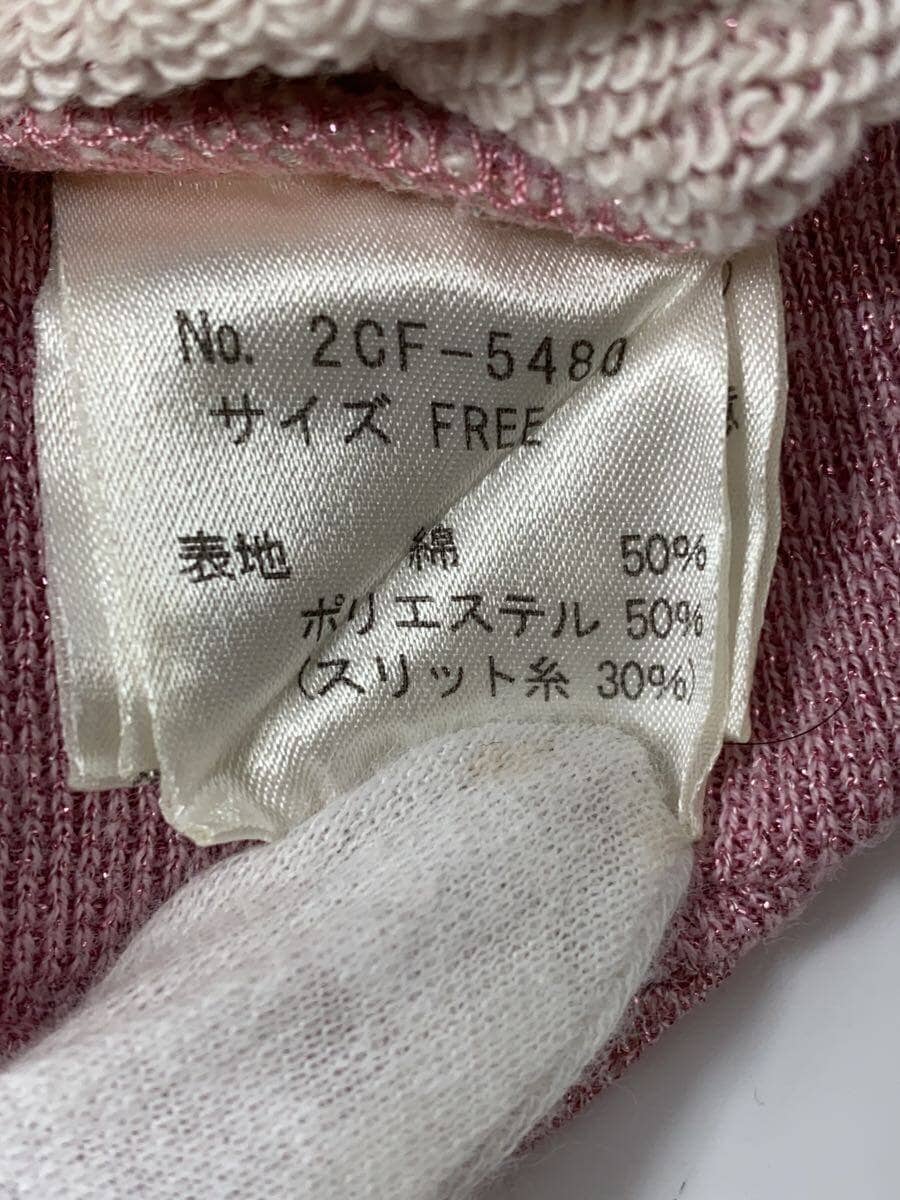 No. 2CF-5480
サイズ FREE
表地 綿 50%
ポリエステル 50%
(スリット糸 30%)